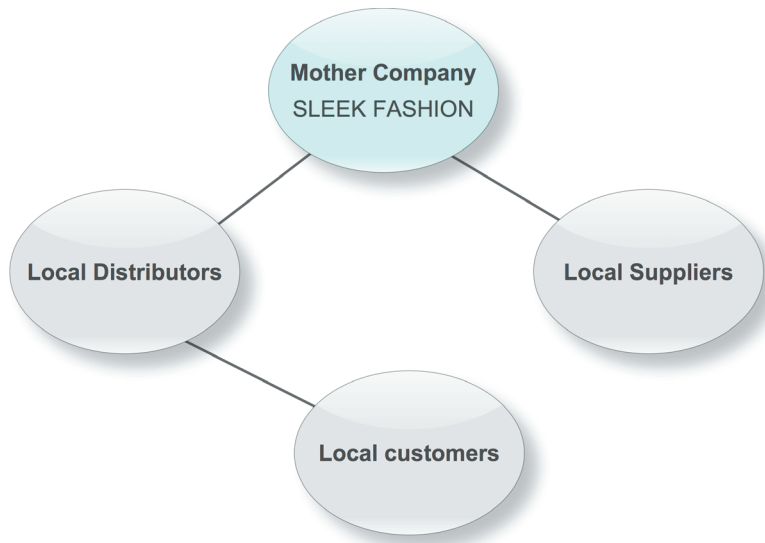 Mother Company
SLEEK FASHION
Local Distributors
Local Suppliers
Local customers